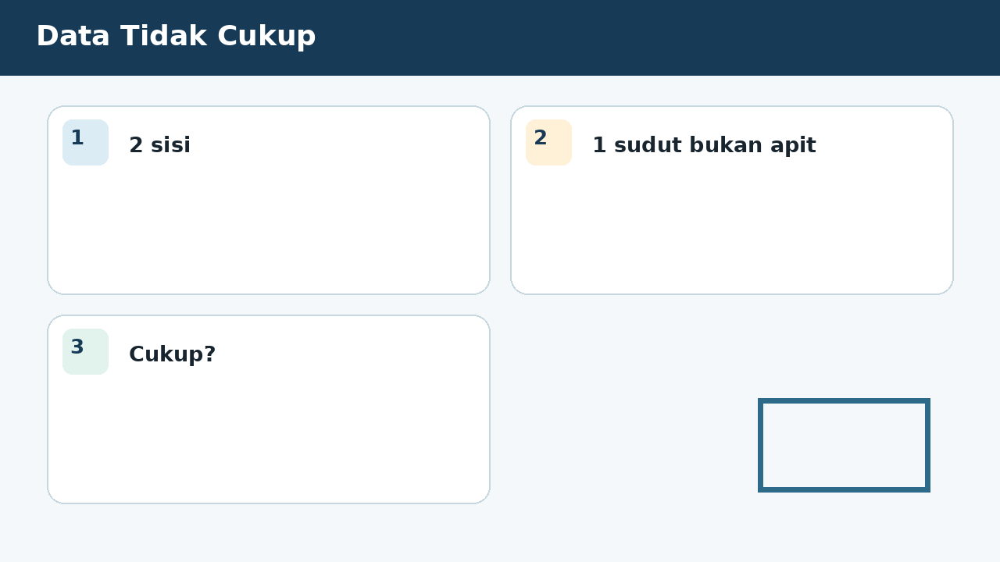 Data Tidak Cukup
1
2 sisi
2
1 sudut bukan apit
3
Cukup?